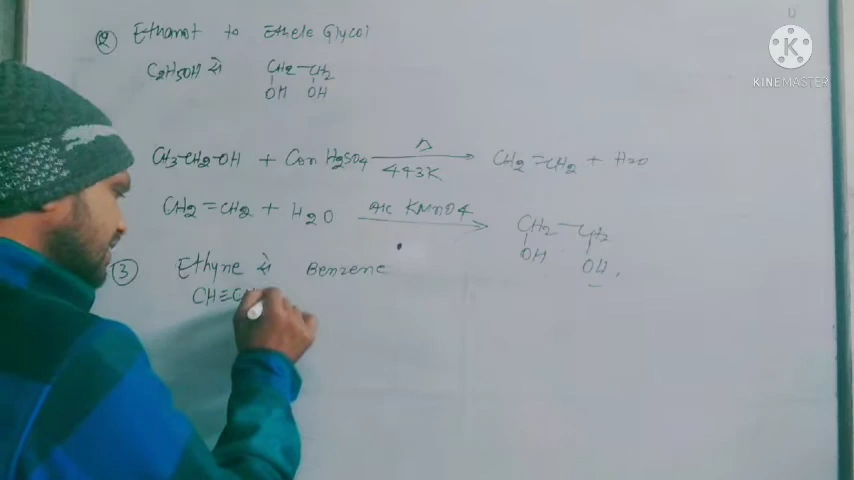 ② Ethanol to Ethele Glycol
C2H5OH से CH2-CH2
OH OH
CH3-CH2-OH + Con H2SO4 Δ 443K CH2=CH2 + H2O
CH2=CH2 + H2O Alc KMnO4 CH2-CH2
OH OH
③ Ethyne से Benzene
CH≡C
K
KINEMASTER